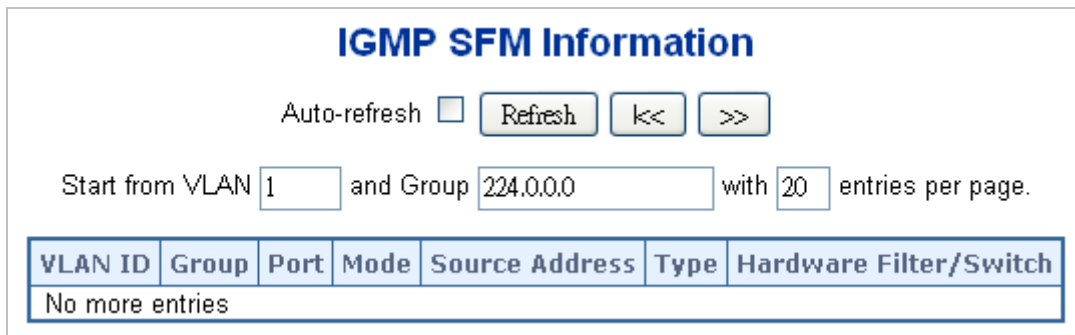 IGMP SFM Information
Auto-refresh Refresh |<< >>
Start from VLAN 1 and Group 224.0.0.0 with 20 entries per page.
VLAN ID Group Port Mode Source Address Type Hardware Filter/Switch
No more entries